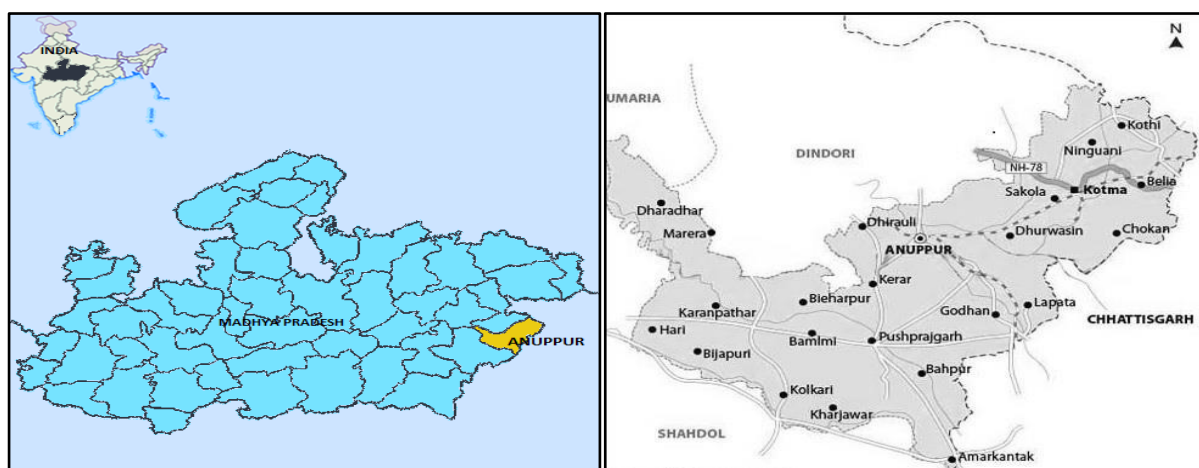 INDIA
MADHYA PRADESH
ANUPPUR
N
UMARIA
DINDORI
Kothi
Ninguani
NH-78
Kotma
Belia
Sakola
Dharadhar
Marera
Dhirauli
ANUPPUR
Dhurwasin
Chokan
Kerar
Bieharpur
Karanpathar
Godhan
Lapata
CHHATTISGARH
Hari
Bamlmi
Pushprajgarh
Bijapuri
Bahpur
Kolkari
Kharjawar
SHAHDOL
Amarkantak